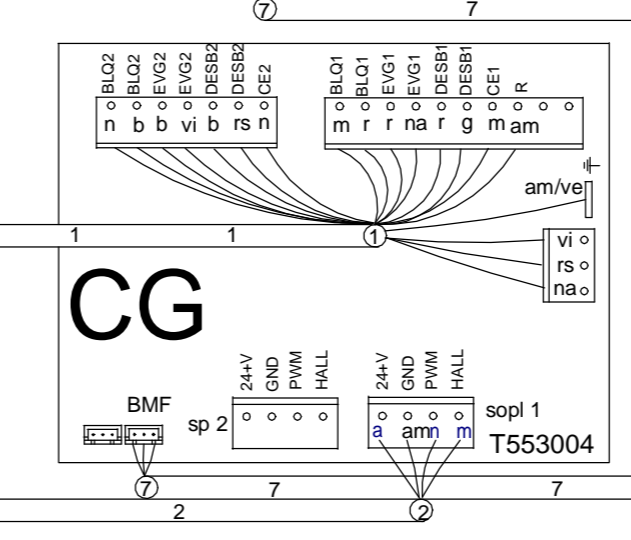 7 7
BLQ2 BLQ2 EVG2 EVG2 DESB2 DESB2 CE2
n b b vi b rs n
BLQ1 BLQ1 EVG1 EVG1 DESB1 DESB1 CE1 R
m r r na r g m am
am/ve
1 1 1
vi
rs
na
CG
24+V GND PWM HALL
24+V GND PWM HALL
BMF
sp 2
sopl 1
a am n m
T553004
7 7 7
2 2